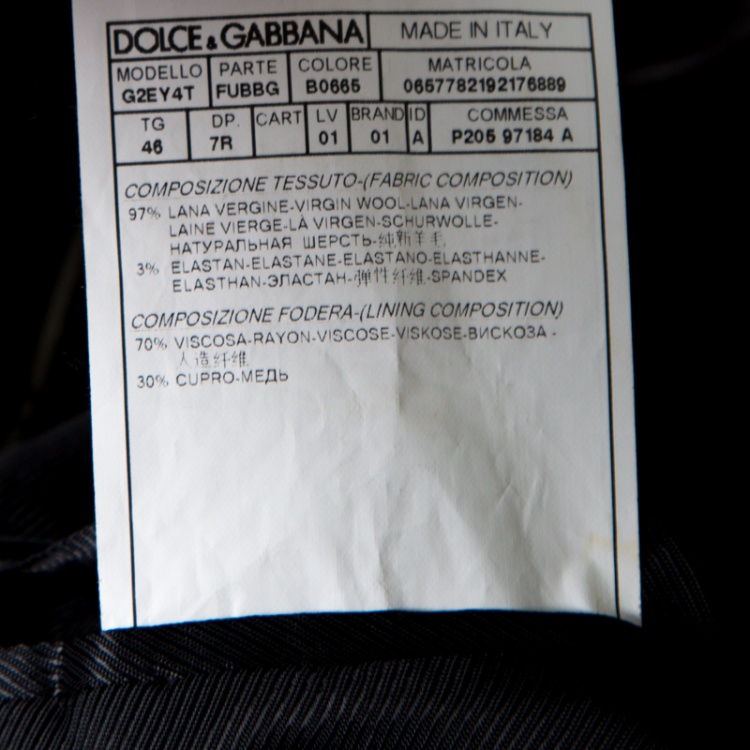 DOLCE & GABBANA MADE IN ITALY
MODELLO PARTE COLORE MATRICOLA
G2EY4T FUBBG B0665 0657782192176889
TG DP. CART LV BRAND ID COMMESSA
46 7R 01 01 A P205 97184 A
COMPOSIZIONE TESSUTO-(FABRIC COMPOSITION)
97% LANA VERGINE-VIRGIN WOOL-LANA VIRGEN-
LAINE VIERGE-LÀ VIRGEN-SCHURWOLLE-
НАТУРАЛЬНАЯ ШЕРСТЬ-纯新羊毛
3% ELASTAN-ELASTANE-ELASTANO-ELASTHANNE-
ELASTHAN-ЭЛАСТАН-弹性纤维-SPANDEX
COMPOSIZIONE FODERA-(LINING COMPOSITION)
70% VISCOSA-RAYON-VISCOSE-VISKOSE-ВИСКОЗА-
人造纤维
30% CUPRO-МЕДЬ